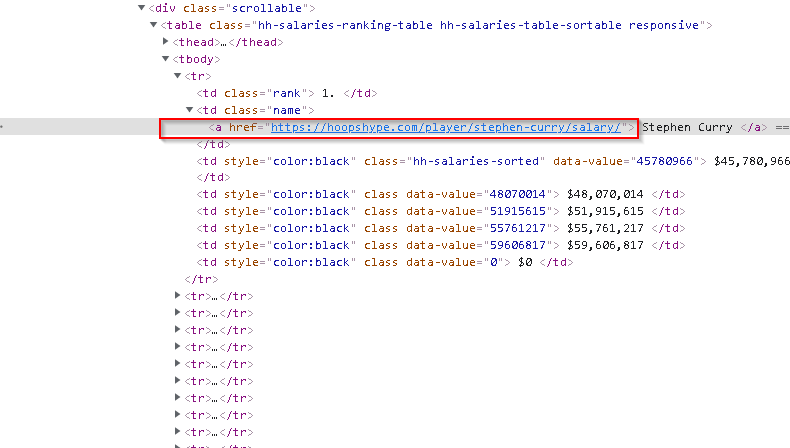 ▼<div class="scrollable">
▼<table class="hh-salaries-ranking-table hh-salaries-table-sortable responsive">
▶<thead>…</thead>
▼<tbody>
▼<tr>
<td class="rank"> 1. </td>
▼<td class="name">
<a href="https://hoopshype.com/player/stephen-curry/salary/"> Stephen Curry </a> ==
</td>
<td style="color:black" class="hh-salaries-sorted" data-value="45780966"> $45,780,966
</td>
<td style="color:black" class data-value="48070014"> $48,070,014 </td>
<td style="color:black" class data-value="51915615"> $51,915,615 </td>
<td style="color:black" class data-value="55761217"> $55,761,217 </td>
<td style="color:black" class data-value="59606817"> $59,606,817 </td>
<td style="color:black" class data-value="0"> $0 </td>
</tr>
▶<tr>…</tr>
▶<tr>…</tr>
▶<tr>…</tr>
▶<tr>…</tr>
▶<tr>…</tr>
▶<tr>…</tr>
▶<tr>…</tr>
▶<tr>…</tr>
▶<tr>…</tr>
▶<tr>…</tr>